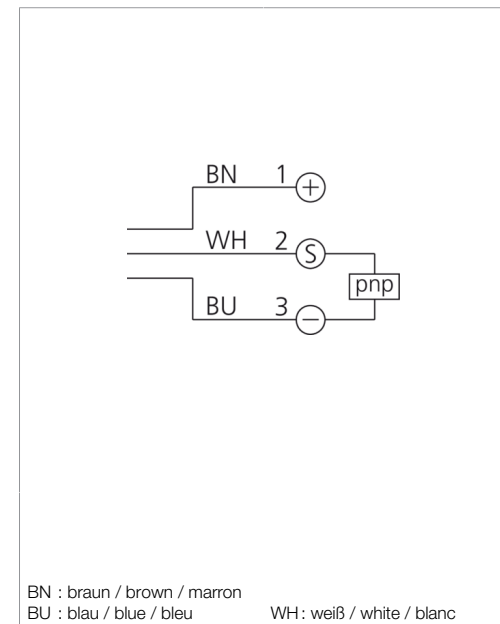 BN 1 +
WH 2 S
pnp
BU 3 −
BN : braun / brown / marron
BU : blau / blue / bleu WH : weiß / white / blanc